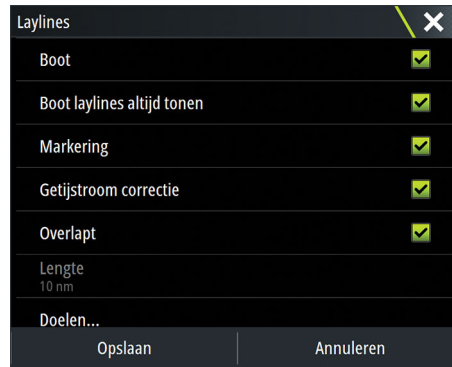 Laylines
Boot
Boot laylines altijd tonen
Markering
Getijstroom correctie
Overlapt
Lengte
10 nm
Doelen...
Opslaan
Annuleren